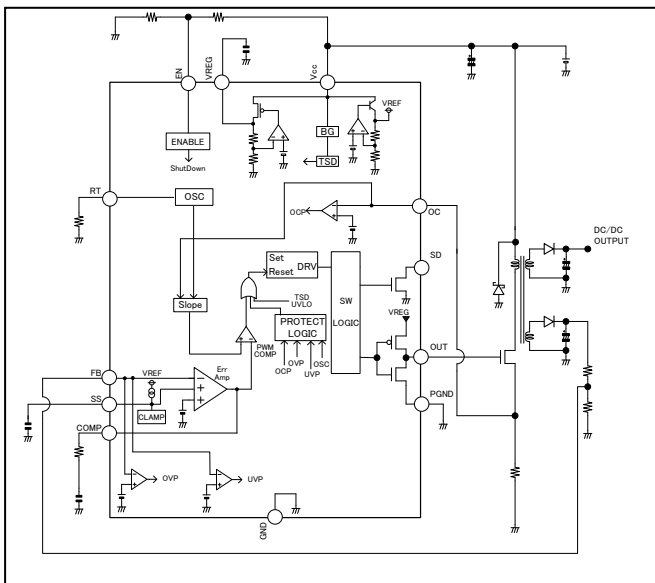 EN
VREG
Vcc
VREF
ENABLE
ShutDown
BG
TSD
RT
OSC
OCP
OC
DC/DC
OUTPUT
Set
Reset
DRV
SD
Slope
TSD
UVLO
SW
LOGIC
VREG
PROTECT
LOGIC
PWM
COMP
OUT
OCP
OVP
UVP
OSC
FB
VREF
Err
Amp
SS
CLAMP
PGND
COMP
OVP
UVP
GND